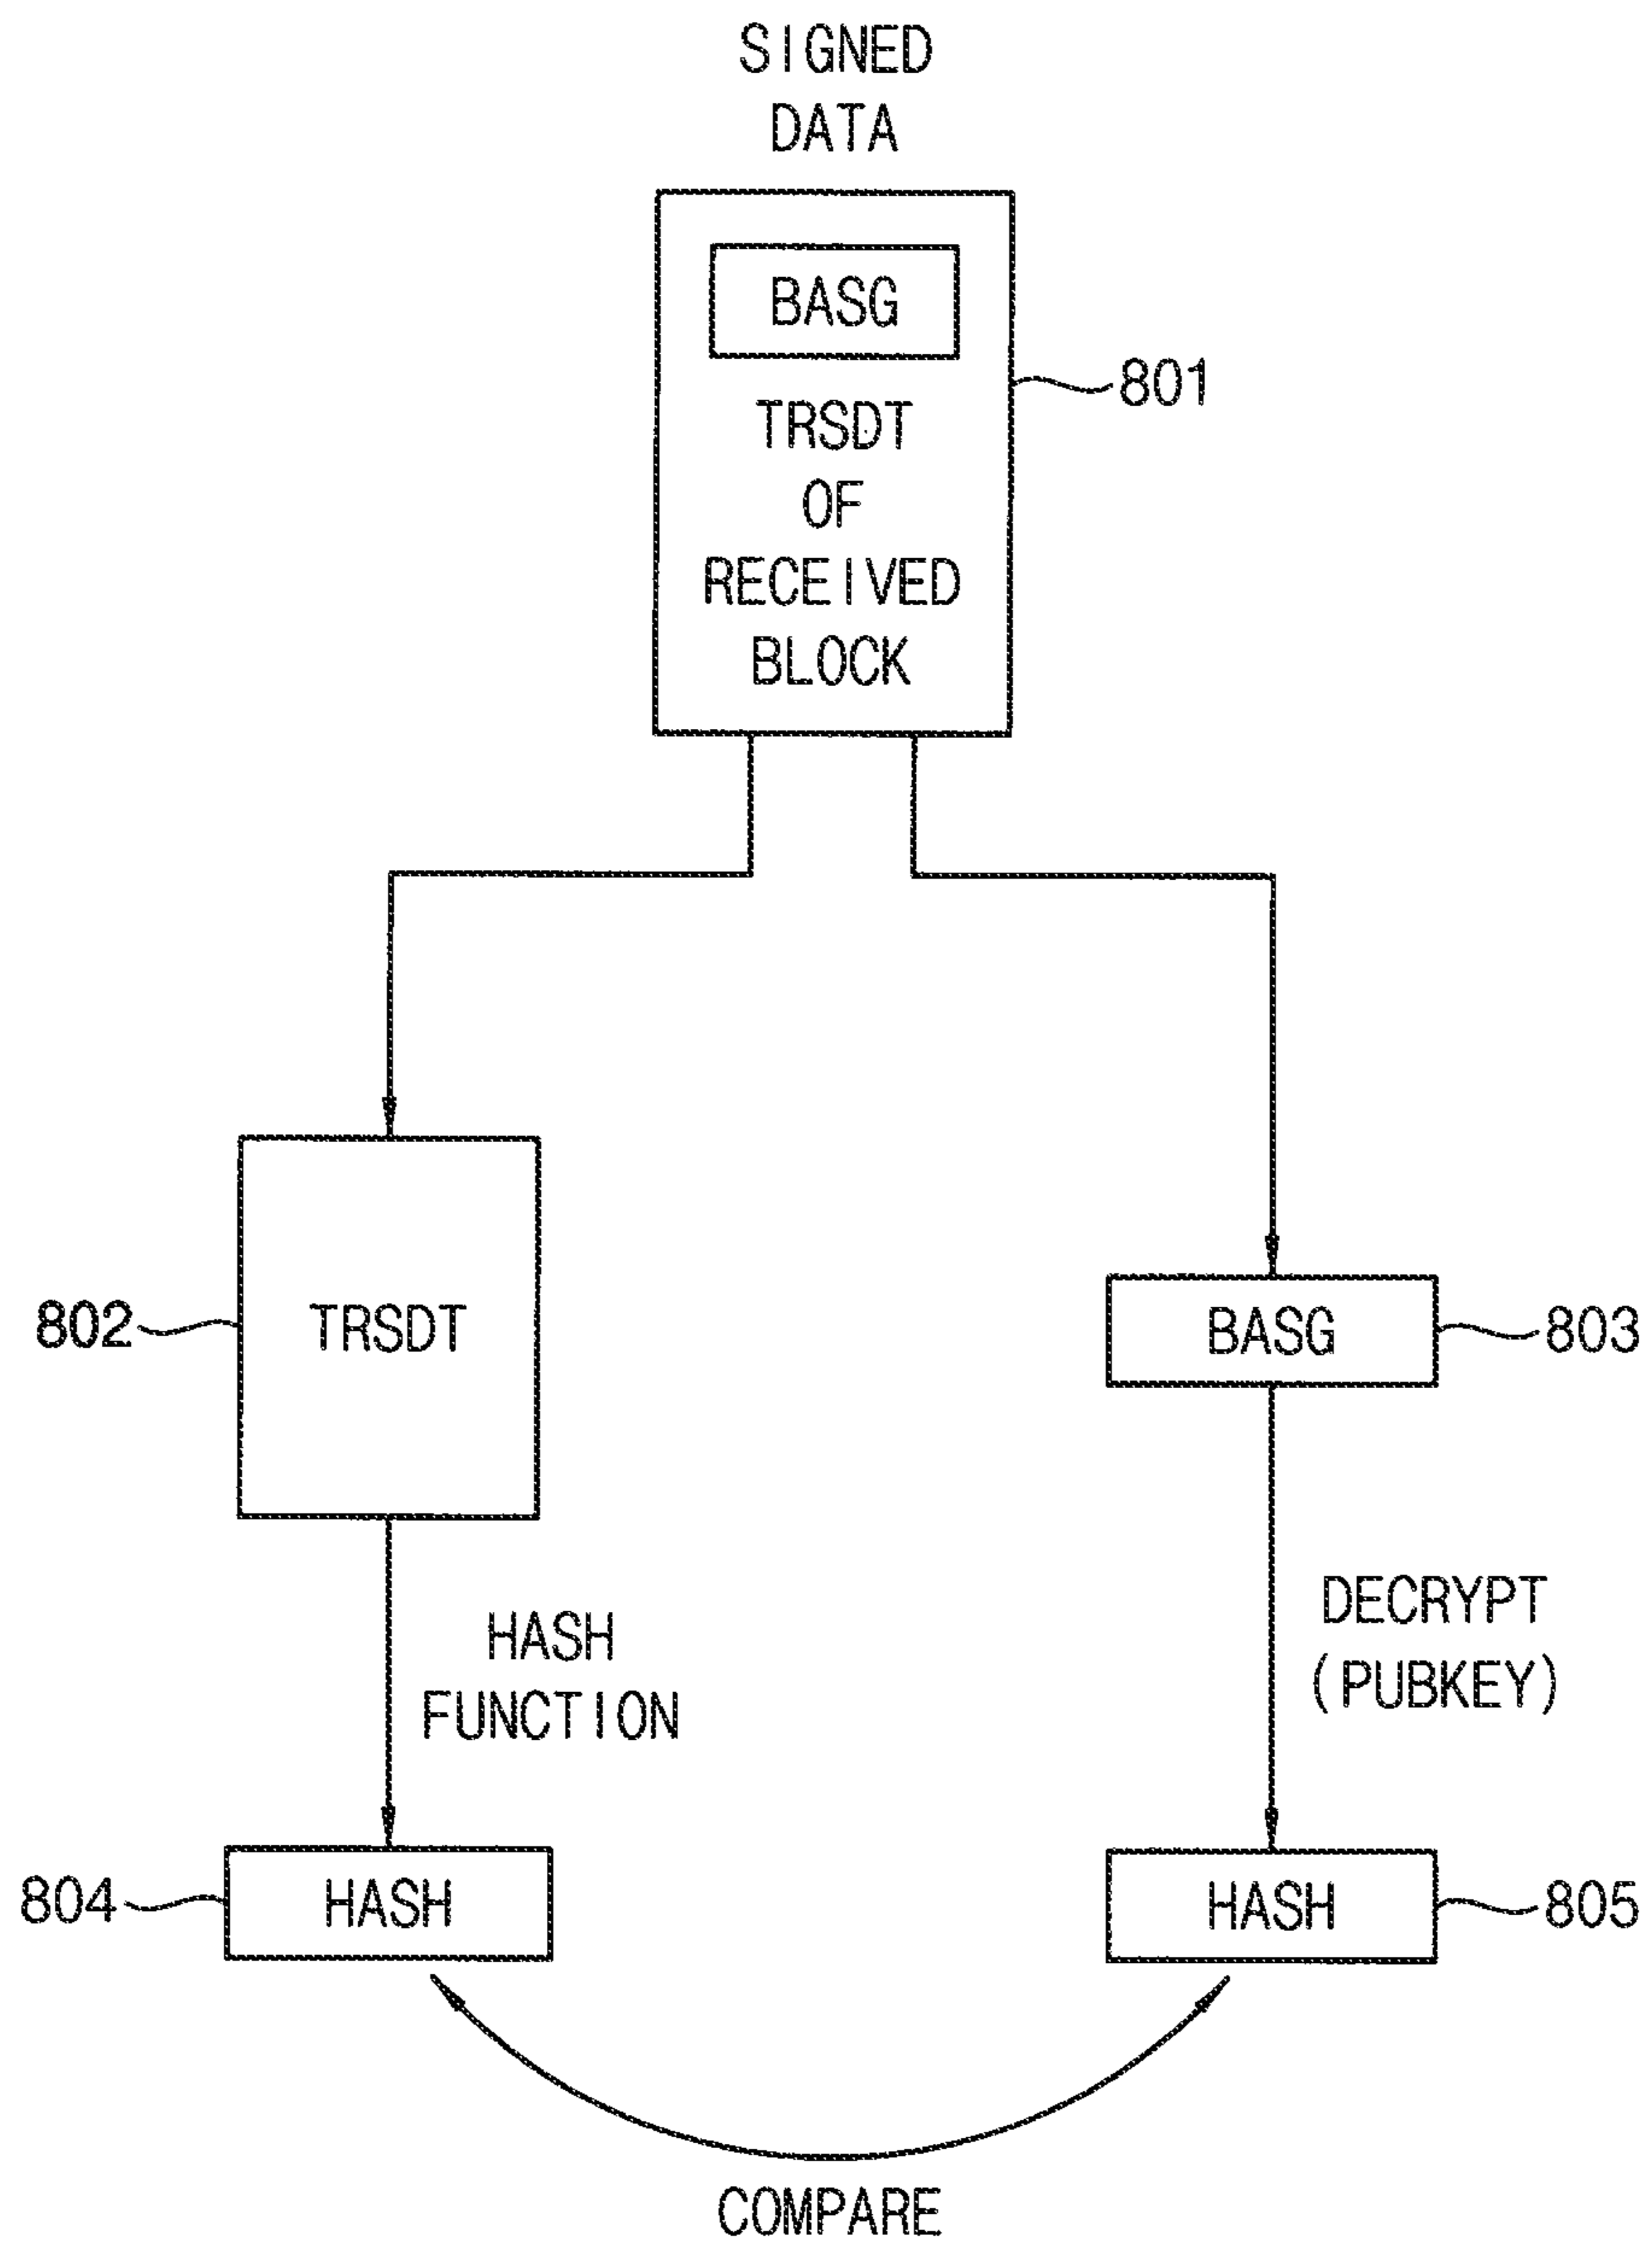 SIGNED
DATA
BASG
801
TRSDT
OF
RECEIVED
BLOCK
802
TRSDT
BASG
803
HASH
FUNCTION
DECRYPT
(PUBKEY)
804
HASH
HASH
805
COMPARE